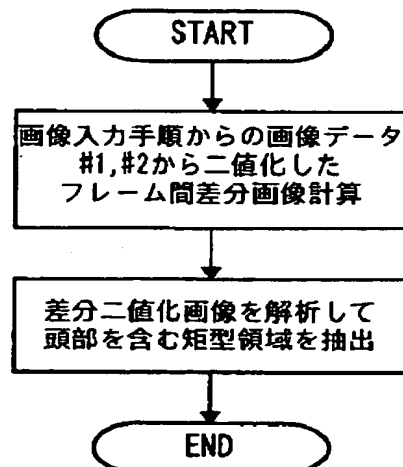 START
画像入力手順からの画像データ
#1,#2から二値化した
フレーム間差分画像計算
差分二値化画像を解析して
頭部を含む矩型領域を抽出
END